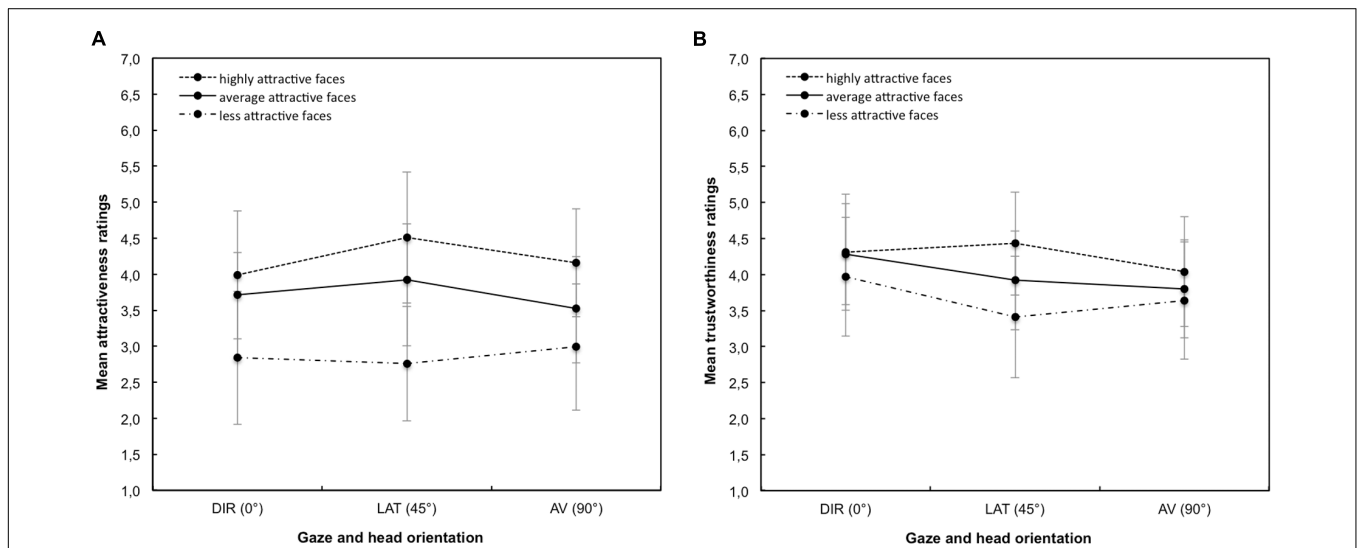 A
7,0
6,5
6,0
5,5
5,0
4,5
4,0
3,5
3,0
2,5
2,0
1,5
1,0
Mean attractiveness ratings
highly attractive faces
average attractive faces
less attractive faces
DIR (0°) LAT (45°) AV (90°)
Gaze and head orientation
B
7,0
6,5
6,0
5,5
5,0
4,5
4,0
3,5
3,0
2,5
2,0
1,5
1,0
Mean trustworthiness ratings
highly attractive faces
average attractive faces
less attractive faces
DIR (0°) LAT (45°) AV (90°)
Gaze and head orientation